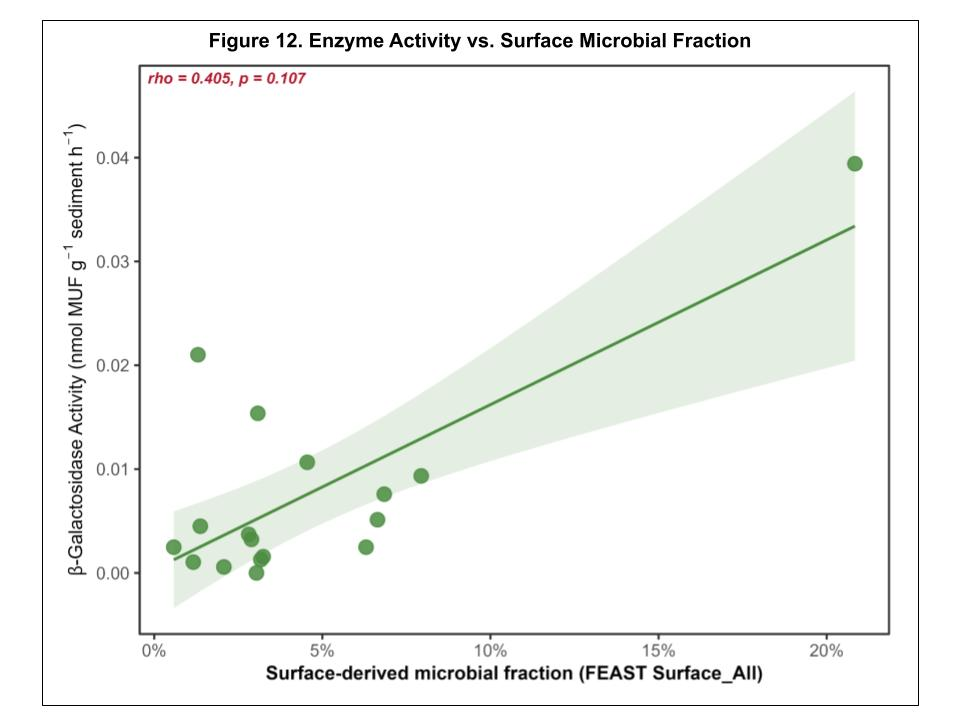 Figure 12. Enzyme Activity vs. Surface Microbial Fraction
rho = 0.405, p = 0.107
β-Galactosidase Activity (nmol MUF g⁻¹ sediment h⁻¹)
0.04
0.03
0.02
0.01
0.00
0% 5% 10% 15% 20%
Surface-derived microbial fraction (FEAST Surface_All)